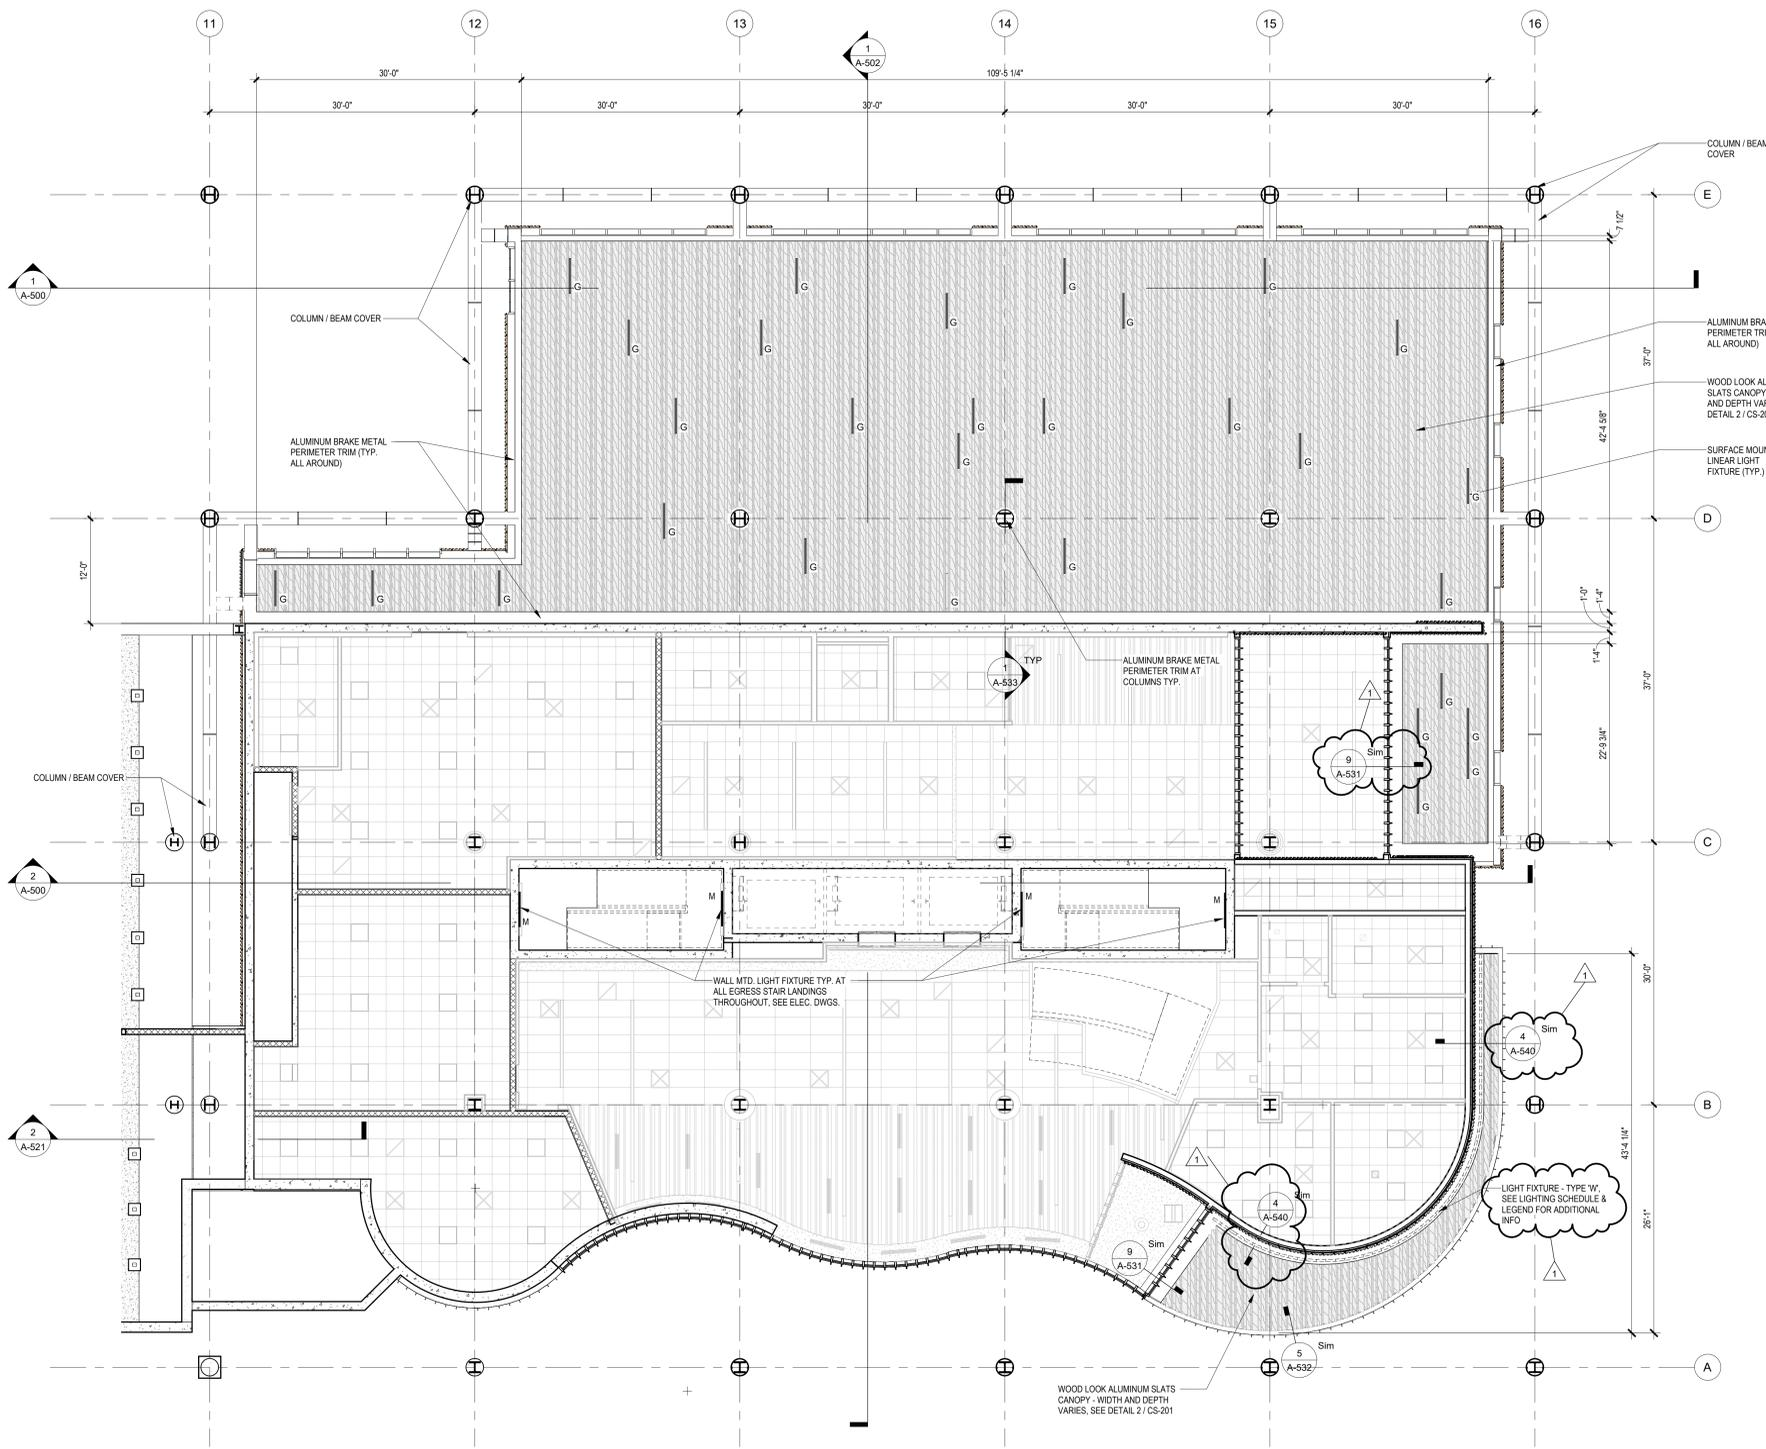 11
12
13
14
15
16
1
A-502
30'-0"
109'-5 1/4"
30'-0"
30'-0"
30'-0"
30'-0"
30'-0"
COLUMN / BEAM
COVER
E
7 1/2"
1
A-500
G
G
G
G
G
G
G
G
G
COLUMN / BEAM COVER
ALUMINUM BRA
PERIMETER TRI
ALL AROUND)
37'-0"
WOOD LOOK AL
SLATS CANOPY
AND DEPTH VAR
DETAIL 2 / CS-20
42'-4 5/8"
G
G
G
G
G
G
G
G
ALUMINUM BRAKE METAL
PERIMETER TRIM (TYP.
ALL AROUND)
SURFACE MOUN
LINEAR LIGHT
FIXTURE (TYP.)
G
D
G
G
G
12'-0"
G
G
G
G
G
1'-0"
1'-4"
1'-4"
TYP
1
A-533
ALUMINUM BRAKE METAL
PERIMETER TRIM AT
COLUMNS TYP.
37'-0"
1
G
G
G
G
G
Sim
9
A-531
22'-9 3/4"
COLUMN / BEAM COVER
C
2
A-500
M
M
M
M
WALL MTD. LIGHT FIXTURE TYP. AT
ALL EGRESS STAIR LANDINGS
THROUGHOUT, SEE ELEC. DWGS.
30'-0"
1
Sim
4
A-540
B
2
A-521
43'-4 1/4"
1
LIGHT FIXTURE - TYPE 'W',
SEE LIGHTING SCHEDULE &
LEGEND FOR ADDITIONAL
INFO
4
A-540
Sim
26'-1"
9
A-531
Sim
1
5
A-532
Sim
A
WOOD LOOK ALUMINUM SLATS
CANOPY - WIDTH AND DEPTH
VARIES, SEE DETAIL 2 / CS-201